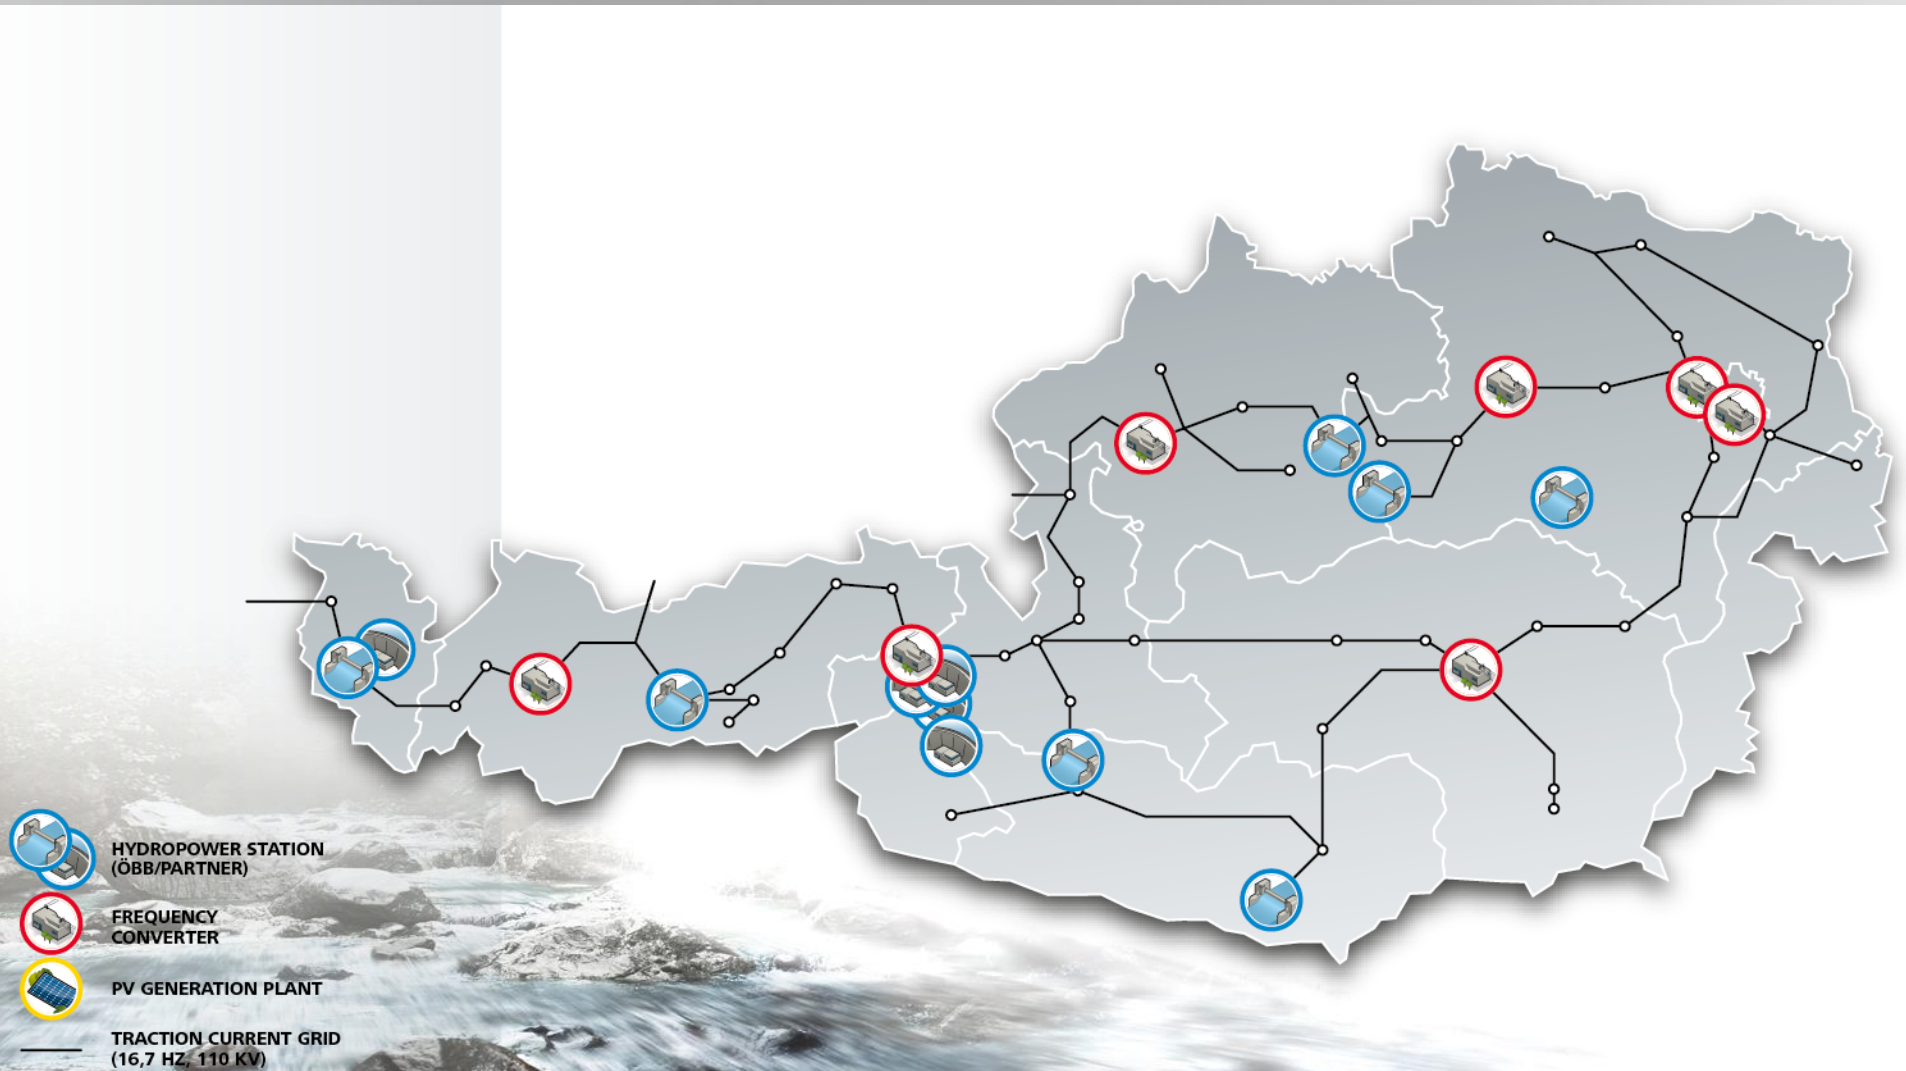 HYDROPOWER STATION
(ÖBB/PARTNER)
FREQUENCY
CONVERTER
PV GENERATION PLANT
TRACTION CURRENT GRID
(16,7 HZ, 110 KV)